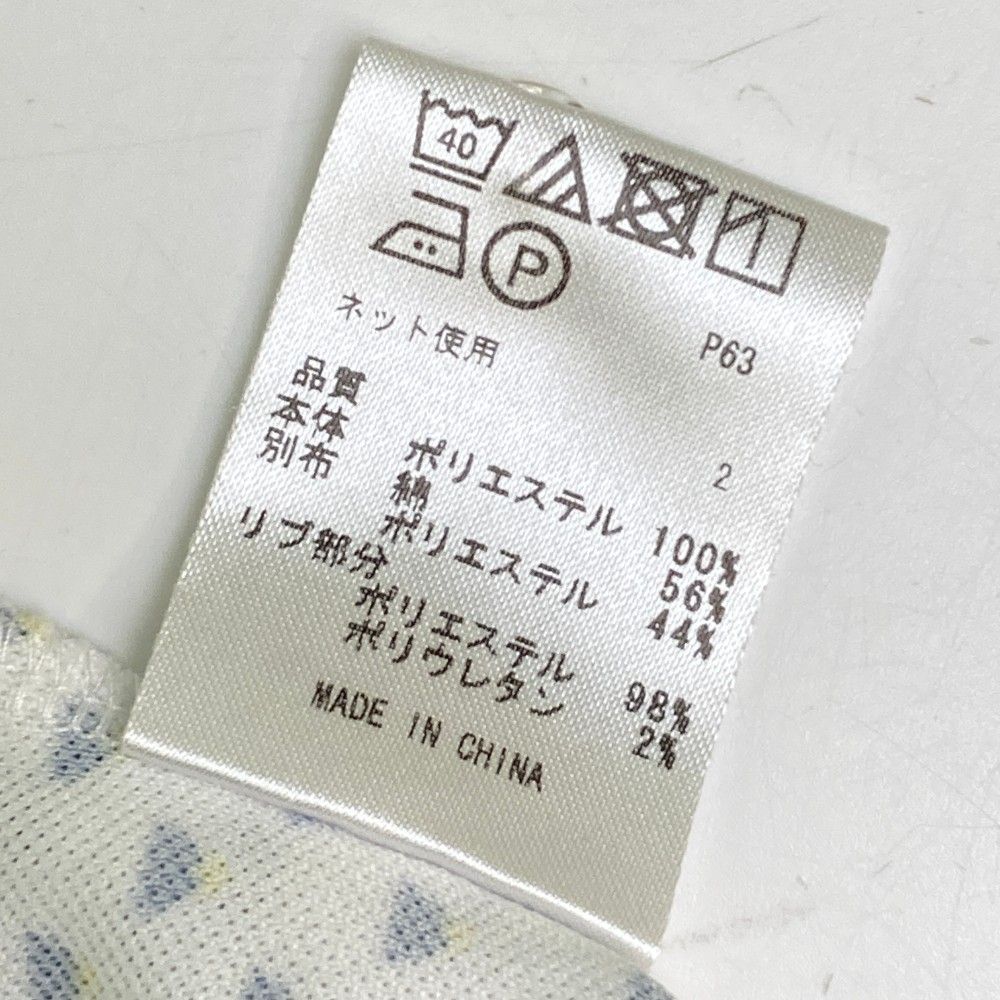 40
P
ネット使用 P63
品質 2
本体 ポリエステル 100%
別布 綿 56%
ポリエステル 44%
リブ部分
ポリエステル 98%
ポリウレタン 2%
MADE IN CHINA